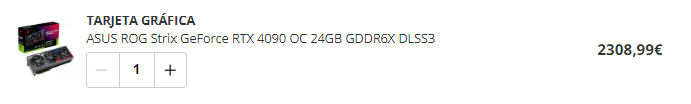 TARJETA GRÁFICA
ASUS ROG Strix GeForce RTX 4090 OC 24GB GDDR6X DLSS3
2308,99€
— 1 +